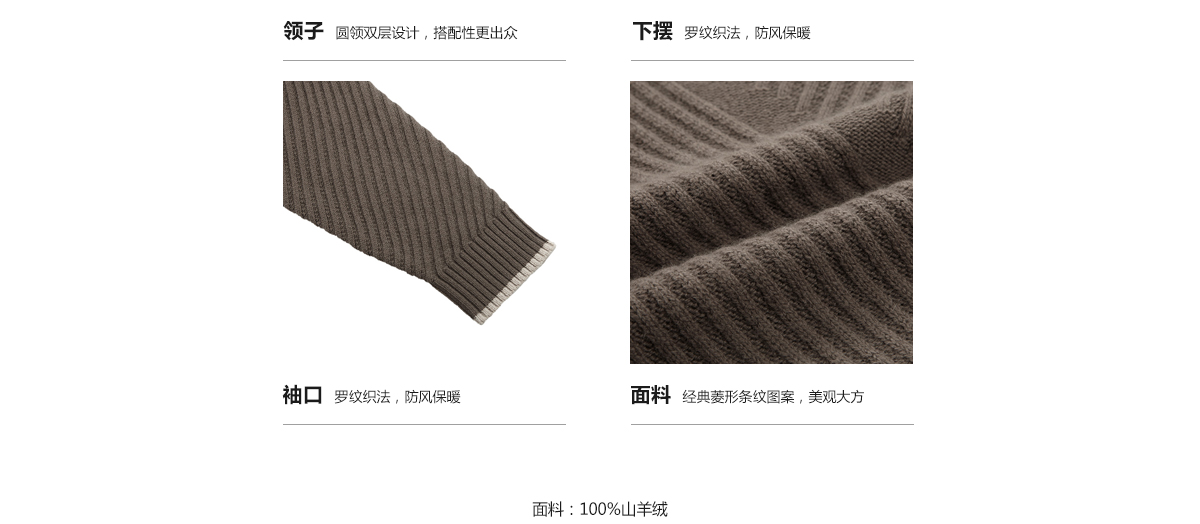 领子 圆领双层设计，搭配性更出众
下摆 罗纹织法，防风保暖
袖口 罗纹织法，防风保暖
面料 经典菱形条纹图案，美观大方
面料：100%山羊绒